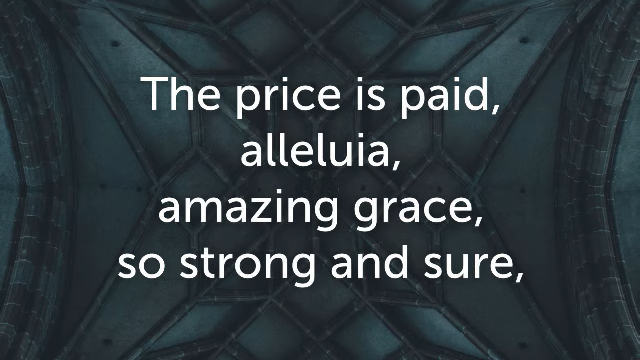 The price is paid,
alleluia,
amazing grace,
so strong and sure,